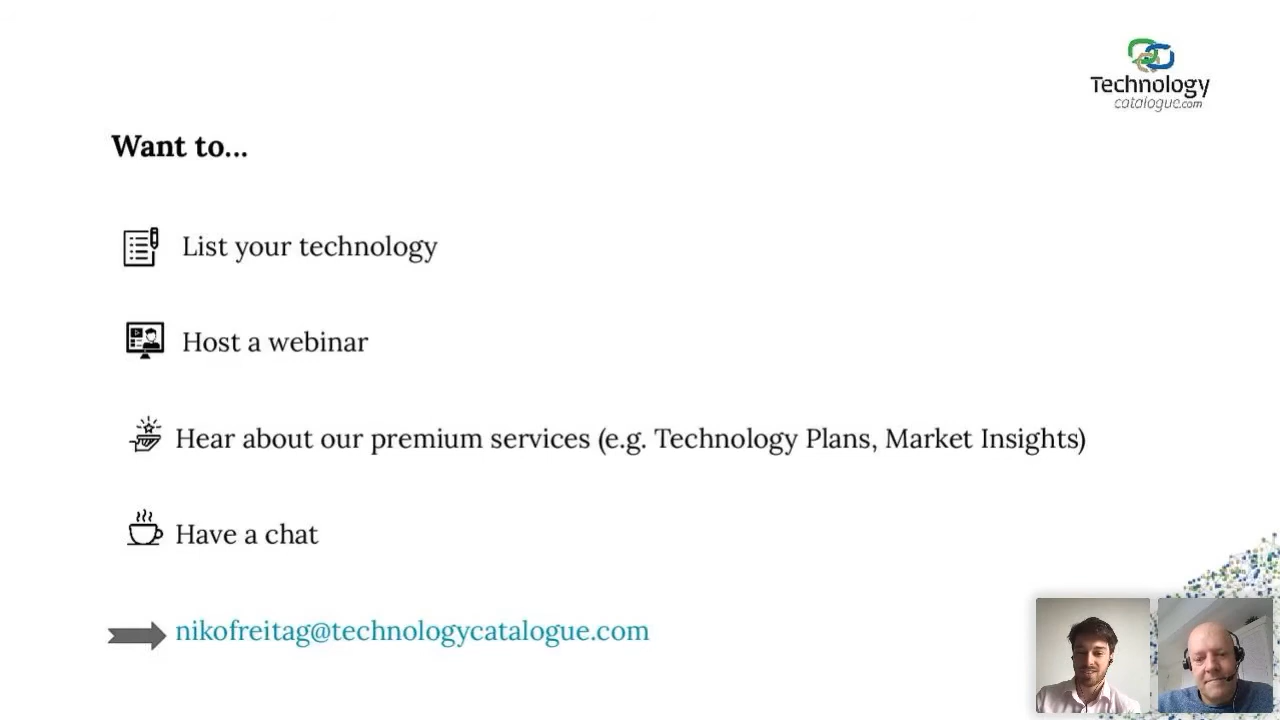 Technology
catalogue.com
Want to...
List your technology
Host a webinar
Hear about our premium services (e.g. Technology Plans, Market Insights)
Have a chat
nikofreitag@technologycatalogue.com